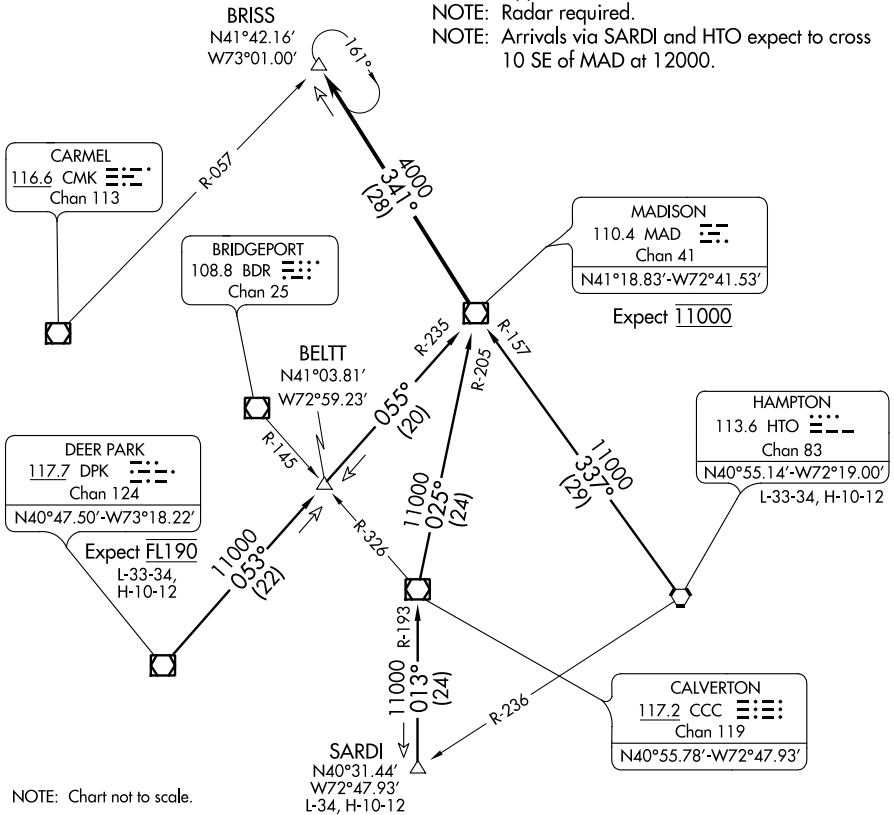 BRISS
N41°42.16'
W73°01.00'
161°
NOTE: Radar required.
NOTE: Arrivals via SARDI and HTO expect to cross
10 SE of MAD at 12000.
R-057
CARMEL
116.6 CMK
Chan 113
4000
341°
(28)
MADISON
110.4 MAD
Chan 41
N41°18.83'-W72°41.53'
Expect 11000
BRIDGEPORT
108.8 BDR
Chan 25
R-235
R-205
R-157
BELTT
N41°03.81'
W72°59.23'
055°
(20)
R-145
HAMPTON
113.6 HTO
Chan 83
N40°55.14'-W72°19.00'
L-33-34, H-10-12
DEER PARK
117.7 DPK
Chan 124
N40°47.50'-W73°18.22'
Expect FL190
L-33-34,
H-10-12
11000
053°
(22)
R-326
11000
025°
(24)
11000
337°
(29)
R-193
11000
013°
(24)
R-236
CALVERTON
117.2 CCC
Chan 119
N40°55.78'-W72°47.93'
SARDI
N40°31.44'
W72°47.93'
L-34, H-10-12
NOTE: Chart not to scale.